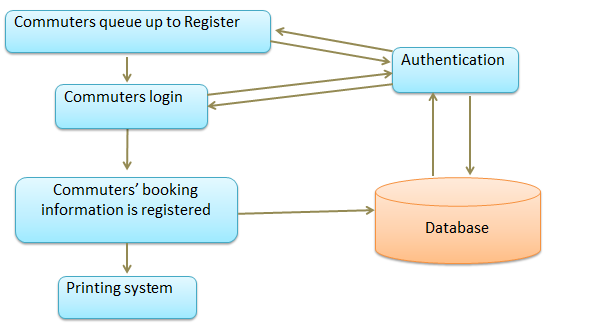 Commuters queue up to Register
Authentication
Commuters login
Commuters’ booking
information is registered
Database
Printing system